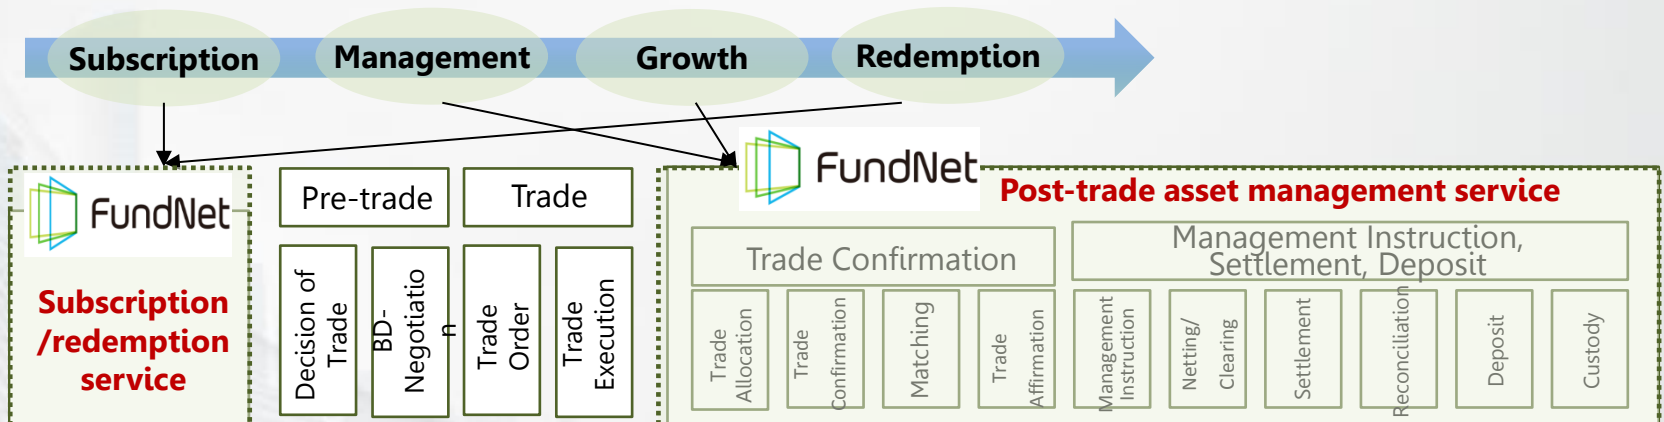 Subscription
Management
Growth
Redemption
FundNet
Subscription
/redemption
service
Pre-trade
Trade
Decision of
Trade
BD-
Negotiatio
n
Trade
Order
Trade
Execution
FundNet
Post-trade asset management service
Trade Confirmation
Management Instruction,
Settlement, Deposit
Trade
Allocation
Trade
Confirmation
Matching
Trade
Affirmation
Management
Instruction
Netting/
Clearing
Settlement
Reconciliation
Deposit
Custody